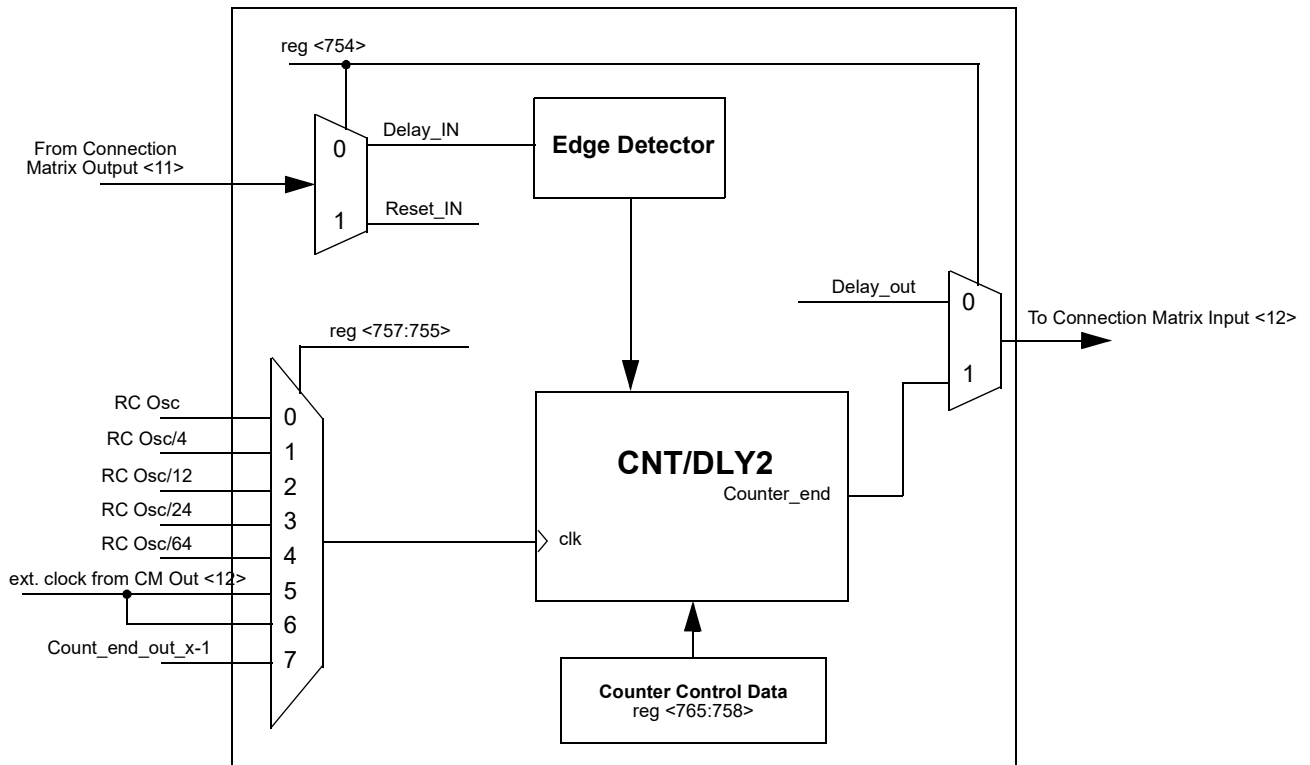 reg <754>
From Connection
Matrix Output <11>
0
1
Delay_IN
Reset_IN
Edge Detector
Delay_out
0
1
To Connection Matrix Input <12>
reg <757:755>
RC Osc
RC Osc/4
RC Osc/12
RC Osc/24
RC Osc/64
ext. clock from CM Out <12>
Count_end_out_x-1
0
1
2
3
4
5
6
7
CNT/DLY2
Counter_end
clk
Counter Control Data
reg <765:758>